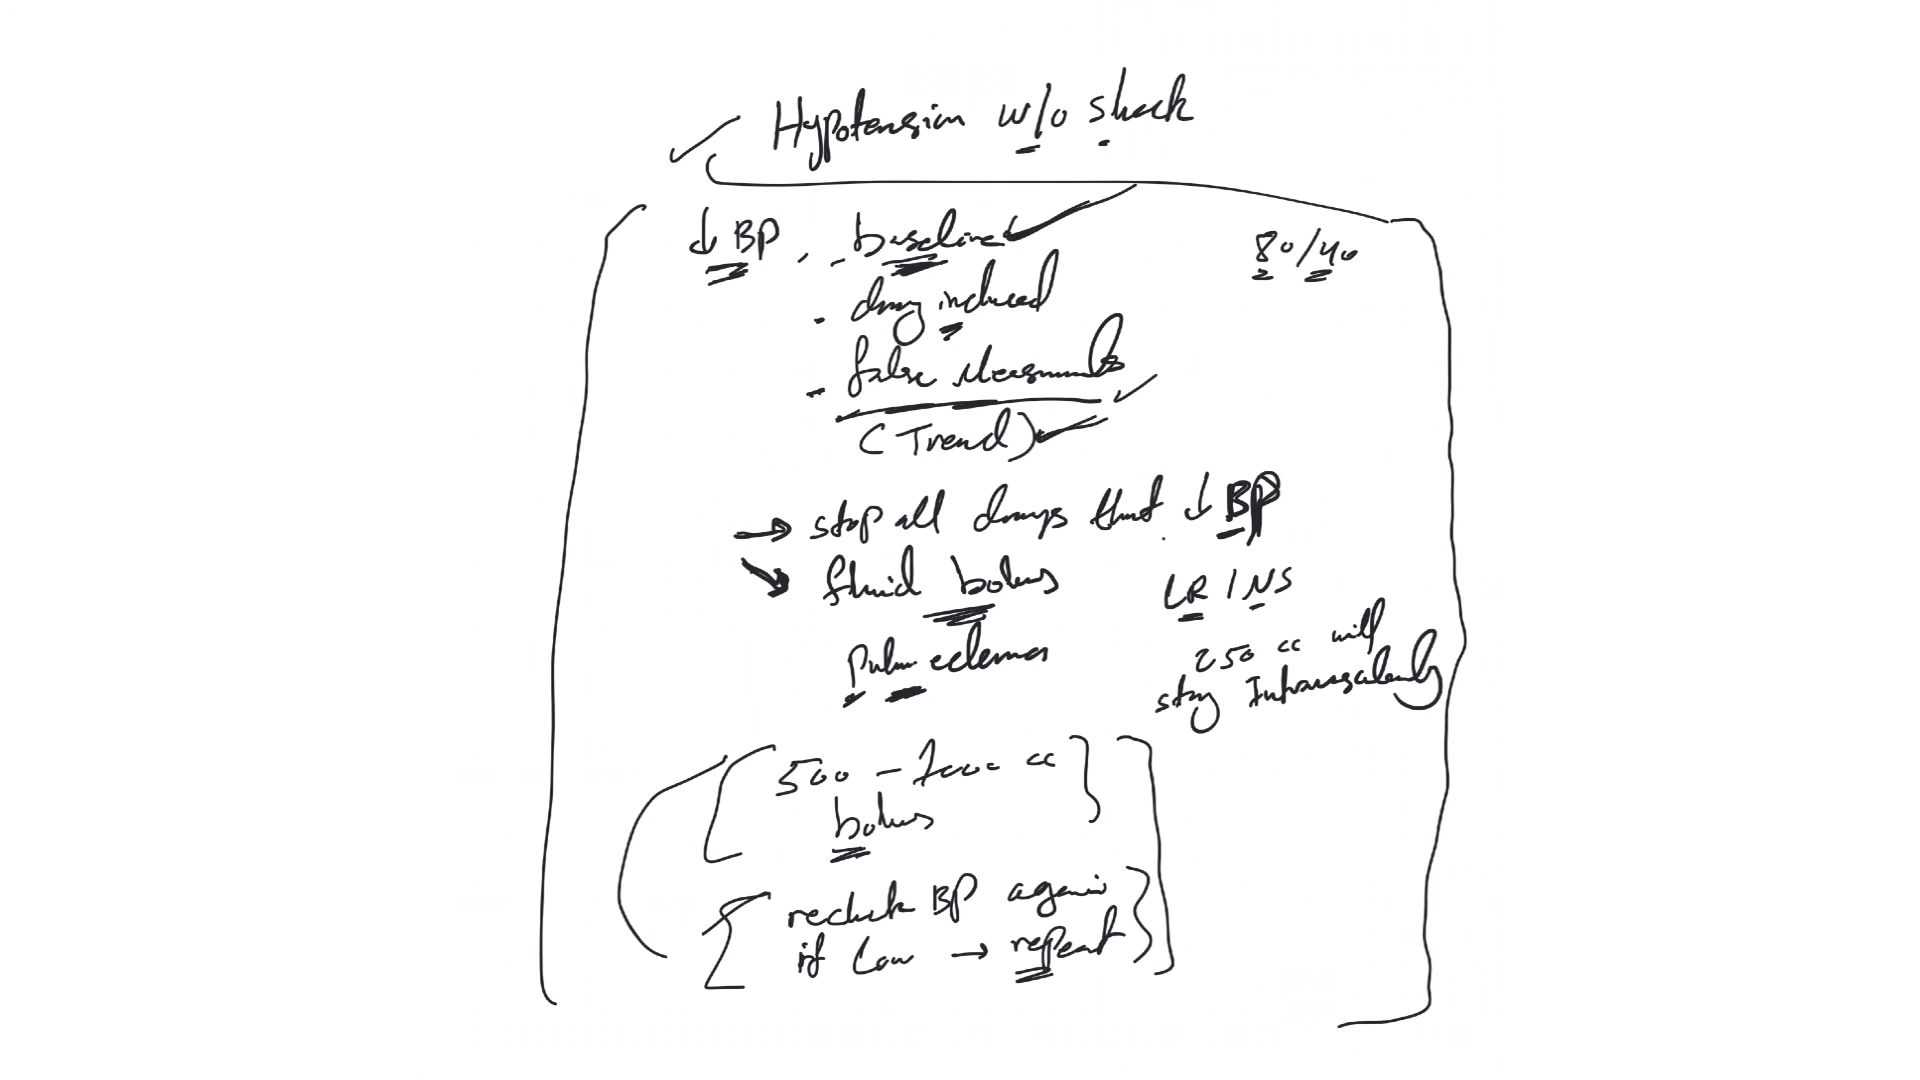 Hypotension w/o shock
↓ BP . - baseline 80/40
- drug induced
- false Measurements
(Trend)
→ stop all drugs that ↓ BP
→ fluid bolus LR / NS
pulm edema 250 cc will
stay Intravascularly
500 - 1000 cc
bolus
recheck BP again
if low → repeat